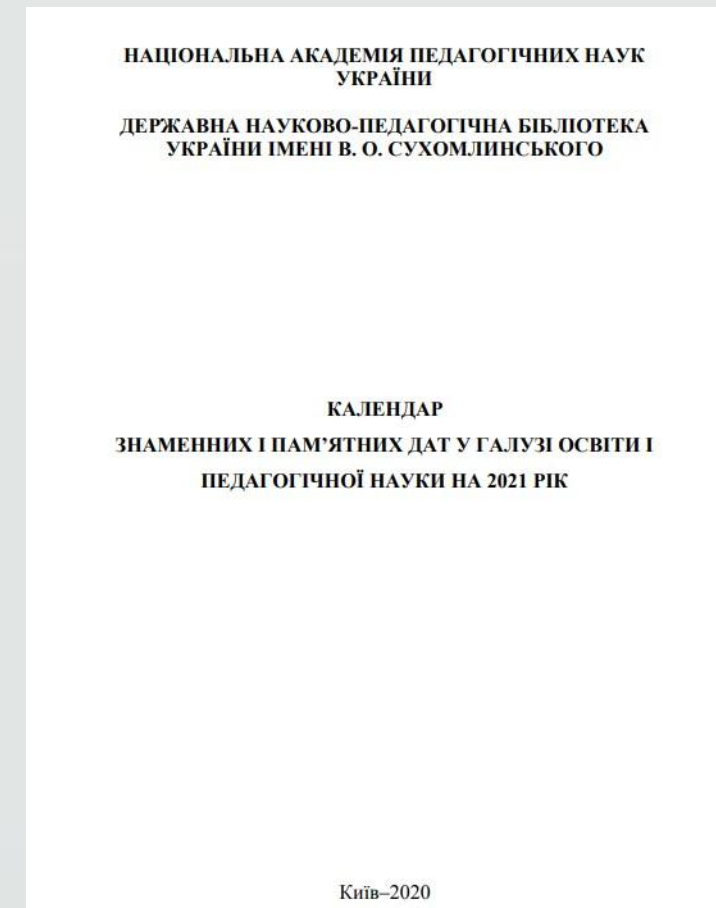 НАЦІОНАЛЬНА АКАДЕМІЯ ПЕДАГОГІЧНИХ НАУК
УКРАЇНИ
ДЕРЖАВНА НАУКОВО-ПЕДАГОГІЧНА БІБЛІОТЕКА
УКРАЇНИ ІМЕНІ В. О. СУХОМЛИНСЬКОГО
КАЛЕНДАР
ЗНАМЕННИХ І ПАМ’ЯТНИХ ДАТ У ГАЛУЗІ ОСВІТИ І
ПЕДАГОГІЧНОЇ НАУКИ НА 2021 РІК
Київ–2020